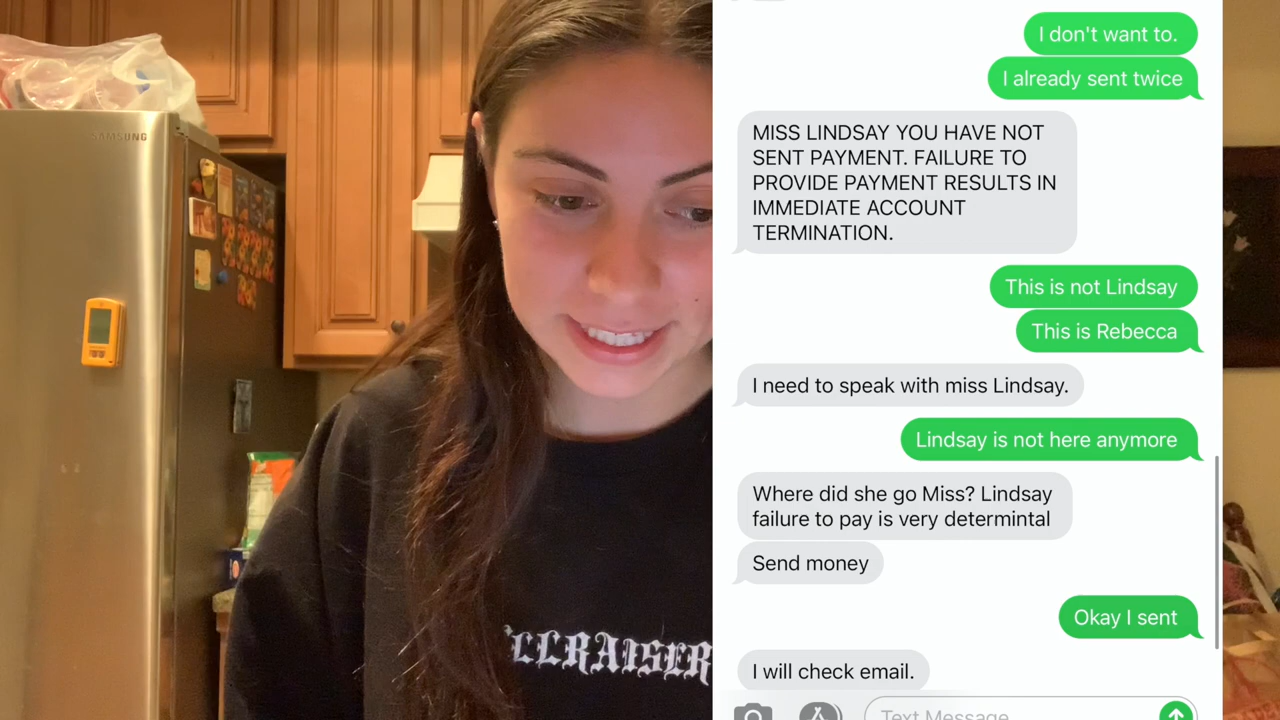 SAMSUNG
LLRAISER
I don't want to.
I already sent twice
MISS LINDSAY YOU HAVE NOT
SENT PAYMENT. FAILURE TO
PROVIDE PAYMENT RESULTS IN
IMMEDIATE ACCOUNT
TERMINATION.
This is not Lindsay
This is Rebecca
I need to speak with miss Lindsay.
Lindsay is not here anymore
Where did she go Miss? Lindsay
failure to pay is very determintal
Send money
Okay I sent
I will check email.
Text Message